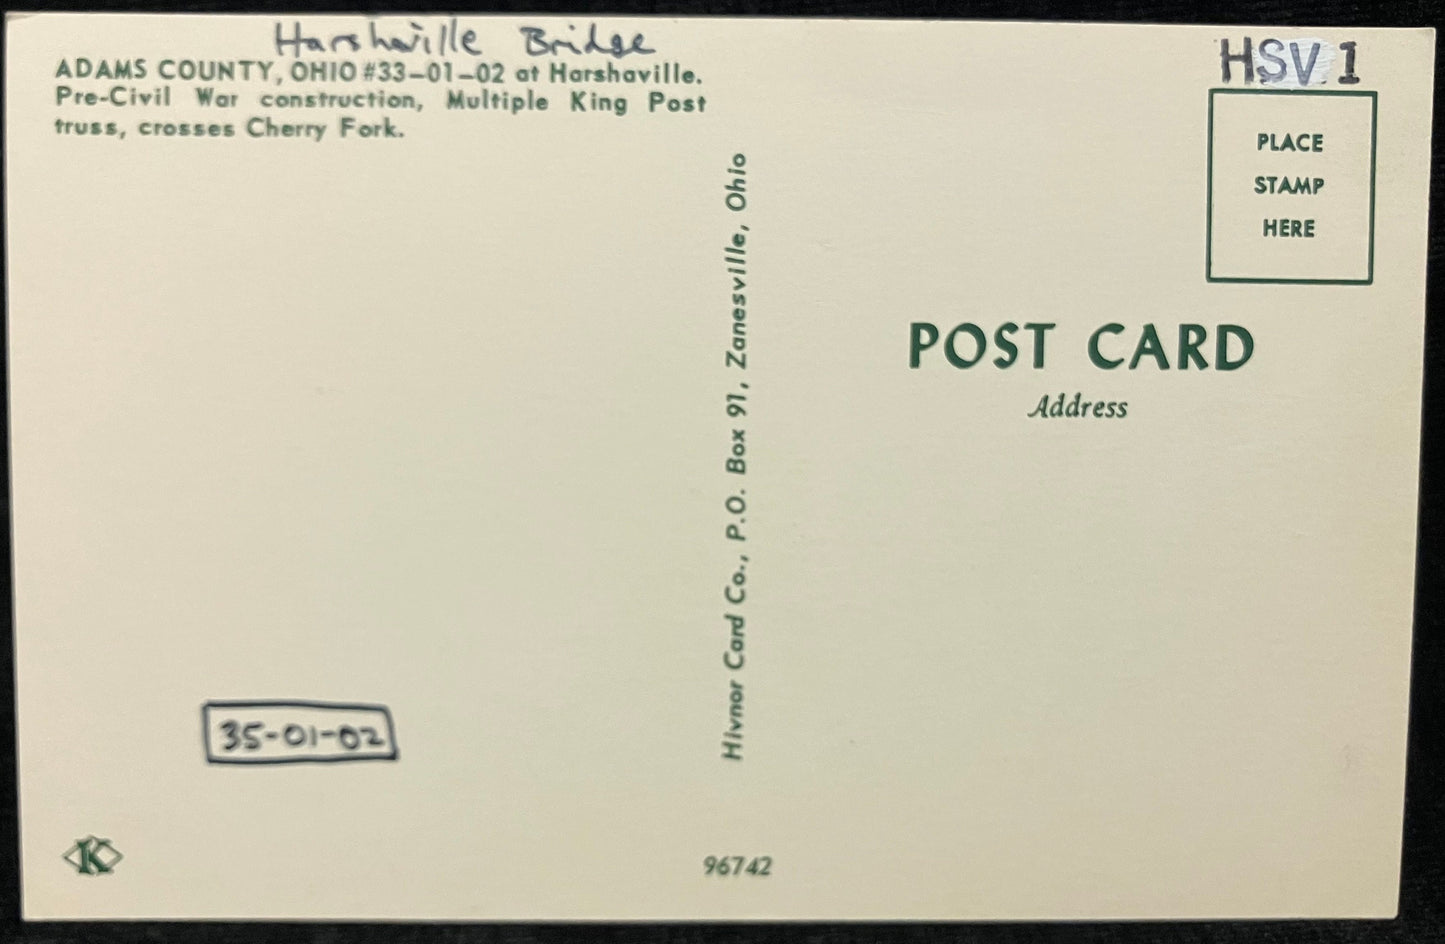 Harshaville Bridge
ADAMS COUNTY, OHIO #33-01-02 at Harshaville.
Pre-Civil War construction, Multiple King Post
truss, crosses Cherry Fork.
HSV 1
PLACE
STAMP
HERE
Hivnor Card Co., P.O. Box 91, Zanesville, Ohio
POST CARD
Address
35-01-02
K
96742